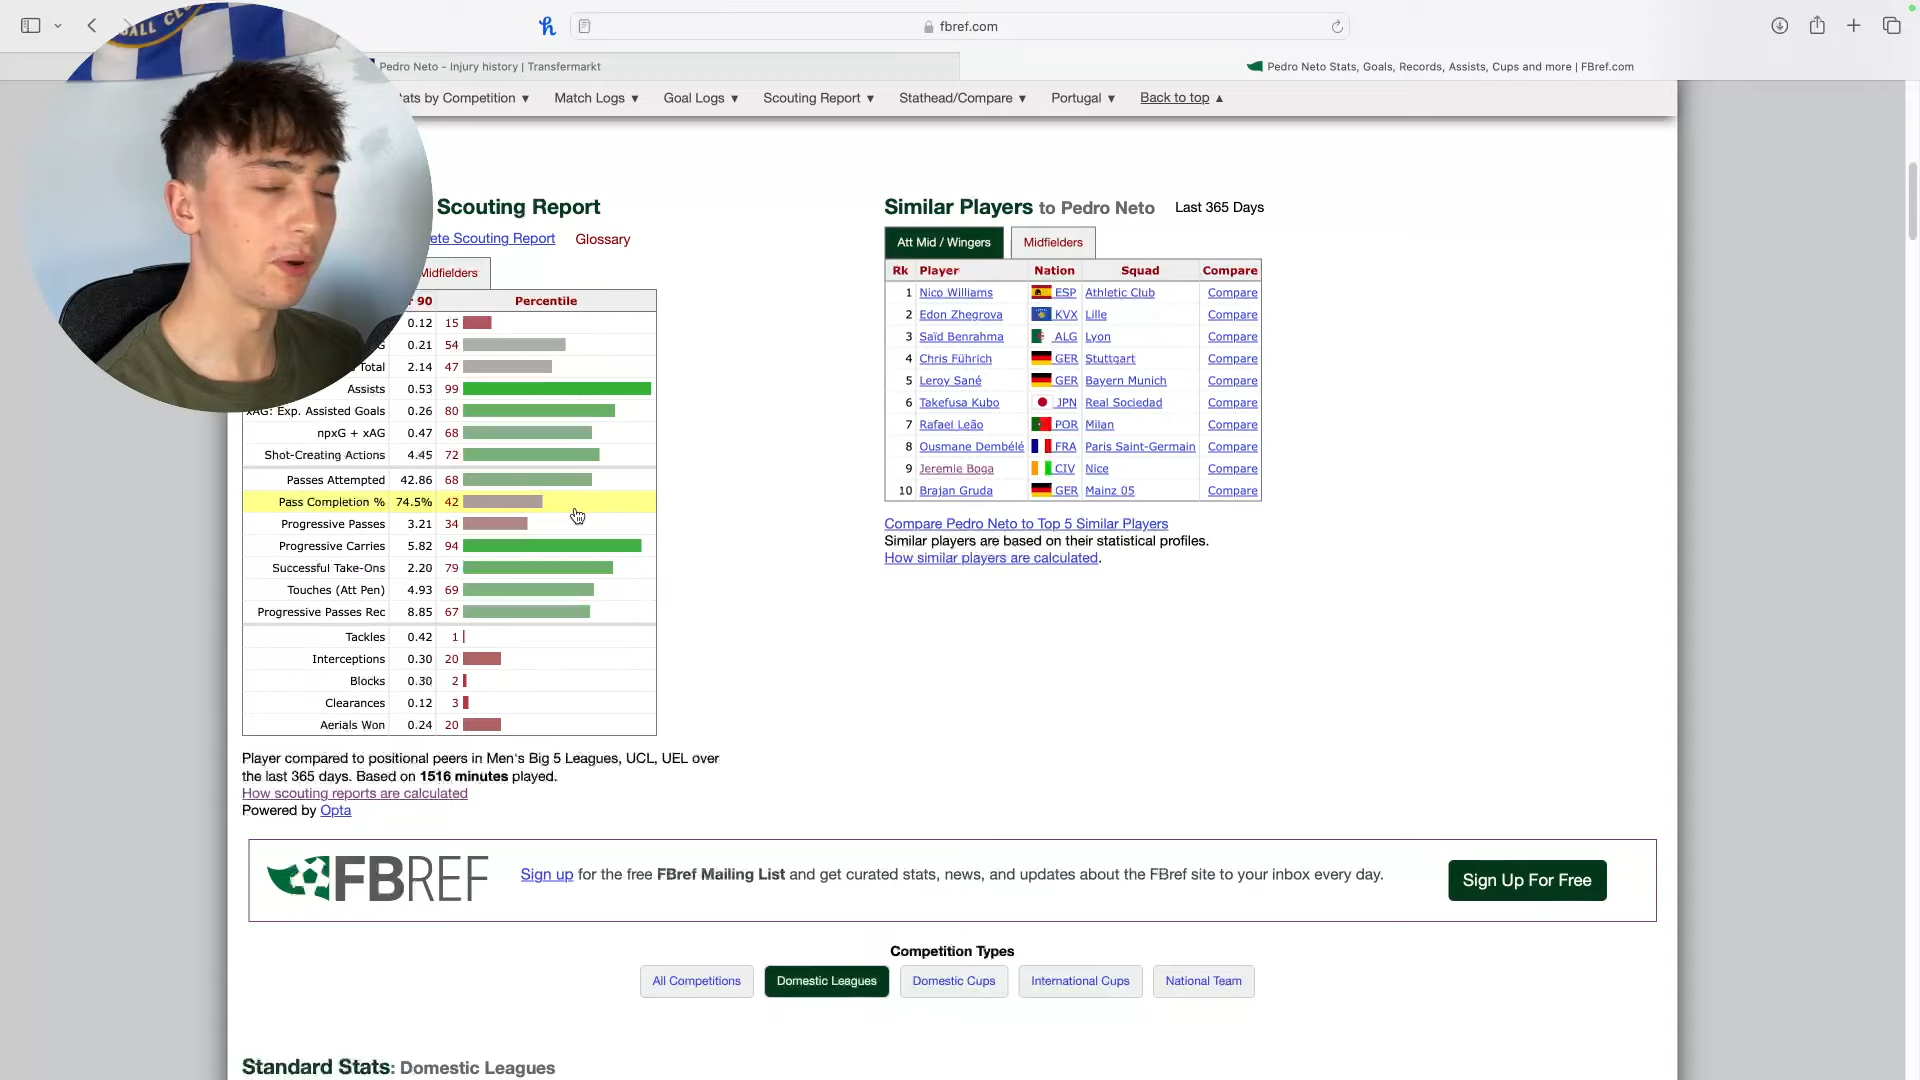 fbref.com
Pedro Neto - Injury history | Transfermarkt
Pedro Neto Stats, Goals, Records, Assists, Cups and more | FBref.com
ALL CLU
tats by Competition ▼ Match Logs ▼ Goal Logs ▼ Scouting Report ▼ Stathead/Compare ▼ Portugal ▼ Back to top ▲
Scouting Report
ete Scouting Report Glossary
Midfielders
90 Percentile
0.12 15
G 0.21 54
Total 2.14 47
Assists 0.53 99
xAG: Exp. Assisted Goals 0.26 80
npxG + xAG 0.47 68
Shot-Creating Actions 4.45 72
Passes Attempted 42.86 68
Pass Completion % 74.5% 42
Progressive Passes 3.21 34
Progressive Carries 5.82 94
Successful Take-Ons 2.20 79
Touches (Att Pen) 4.93 69
Progressive Passes Rec 8.85 67
Tackles 0.42 1
Interceptions 0.30 20
Blocks 0.30 2
Clearances 0.12 3
Aerials Won 0.24 20
Player compared to positional peers in Men's Big 5 Leagues, UCL, UEL over
the last 365 days. Based on 1516 minutes played.
How scouting reports are calculated
Powered by Opta
Similar Players to Pedro Neto Last 365 Days
Att Mid / Wingers Midfielders
Rk Player Nation Squad Compare
1 Nico Williams ESP Athletic Club Compare
2 Edon Zhegrova KVX Lille Compare
3 Saïd Benrahma ALG Lyon Compare
4 Chris Führich GER Stuttgart Compare
5 Leroy Sané GER Bayern Munich Compare
6 Takefusa Kubo JPN Real Sociedad Compare
7 Rafael Leão POR Milan Compare
8 Ousmane Dembélé FRA Paris Saint-Germain Compare
9 Jeremie Boga CIV Nice Compare
10 Brajan Gruda GER Mainz 05 Compare
Compare Pedro Neto to Top 5 Similar Players
Similar players are based on their statistical profiles.
How similar players are calculated.
FBREF Sign up for the free FBref Mailing List and get curated stats, news, and updates about the FBref site to your inbox every day. Sign Up For Free
Competition Types
All Competitions Domestic Leagues Domestic Cups International Cups National Team
Standard Stats: Domestic Leagues